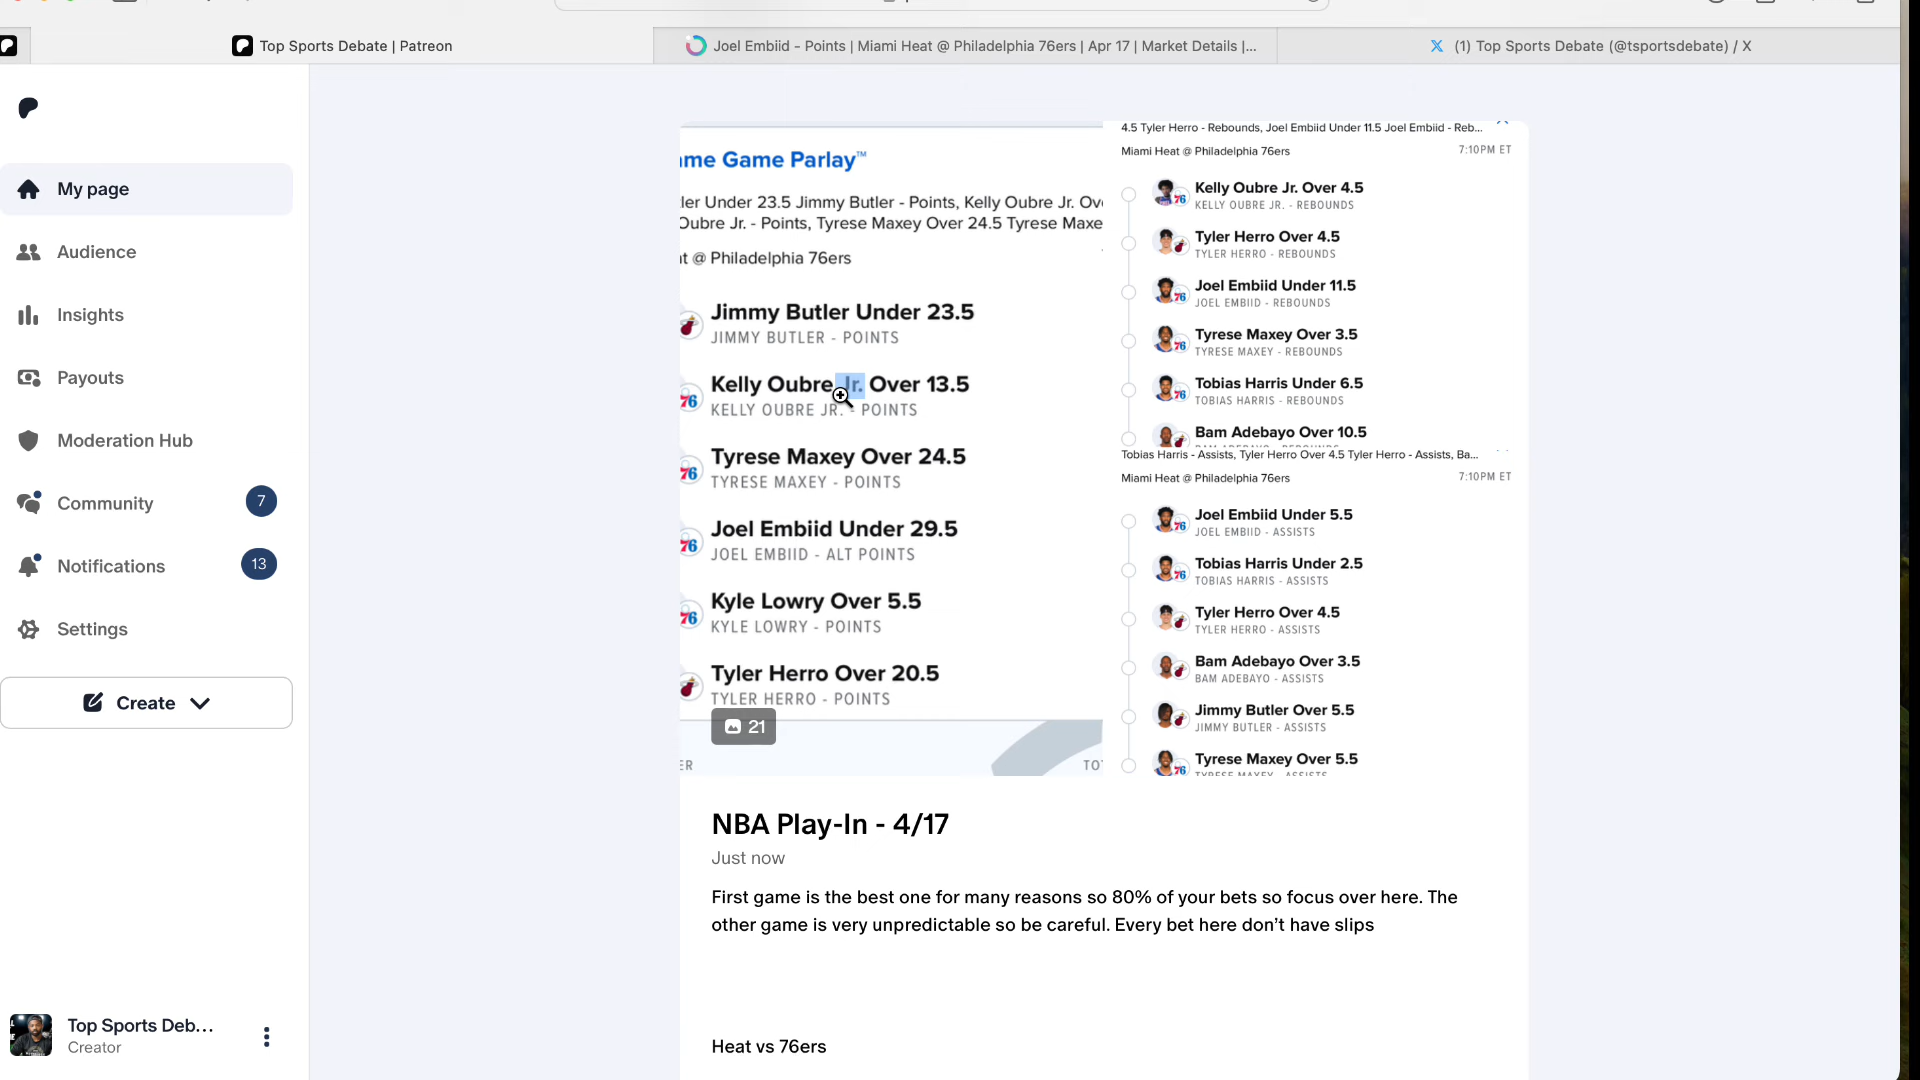 Top Sports Debate | Patreon
Joel Embiid - Points | Miami Heat @ Philadelphia 76ers | Apr 17 | Market Details |...
(1) Top Sports Debate (@tsportsdebate) / X
My page
Audience
Insights
Payouts
Moderation Hub
Community
7
Notifications
13
Settings
Create
Top Sports Deb...
Creator
ame Game Parlay™
ler Under 23.5 Jimmy Butler - Points, Kelly Oubre Jr. Ove
Oubre Jr. - Points, Tyrese Maxey Over 24.5 Tyrese Maxe
at @ Philadelphia 76ers
Jimmy Butler Under 23.5
JIMMY BUTLER - POINTS
Kelly Oubre Jr. Over 13.5
KELLY OUBRE JR. - POINTS
Tyrese Maxey Over 24.5
TYRESE MAXEY - POINTS
Joel Embiid Under 29.5
JOEL EMBIID - ALT POINTS
Kyle Lowry Over 5.5
KYLE LOWRY - POINTS
Tyler Herro Over 20.5
TYLER HERRO - POINTS
21
ER
TO
4.5 Tyler Herro - Rebounds, Joel Embiid Under 11.5 Joel Embiid - Reb...
Miami Heat @ Philadelphia 76ers
7:10PM ET
Kelly Oubre Jr. Over 4.5
KELLY OUBRE JR. - REBOUNDS
Tyler Herro Over 4.5
TYLER HERRO - REBOUNDS
Joel Embiid Under 11.5
JOEL EMBIID - REBOUNDS
Tyrese Maxey Over 3.5
TYRESE MAXEY - REBOUNDS
Tobias Harris Under 6.5
TOBIAS HARRIS - REBOUNDS
Bam Adebayo Over 10.5
Tobias Harris - Assists, Tyler Herro Over 4.5 Tyler Herro - Assists, Ba...
Miami Heat @ Philadelphia 76ers
7:10PM ET
Joel Embiid Under 5.5
JOEL EMBIID - ASSISTS
Tobias Harris Under 2.5
TOBIAS HARRIS - ASSISTS
Tyler Herro Over 4.5
TYLER HERRO - ASSISTS
Bam Adebayo Over 3.5
BAM ADEBAYO - ASSISTS
Jimmy Butler Over 5.5
JIMMY BUTLER - ASSISTS
Tyrese Maxey Over 5.5
TYRESE MAXEY - ASSISTS
NBA Play-In - 4/17
Just now
First game is the best one for many reasons so 80% of your bets so focus over here. The
other game is very unpredictable so be careful. Every bet here don't have slips
Heat vs 76ers